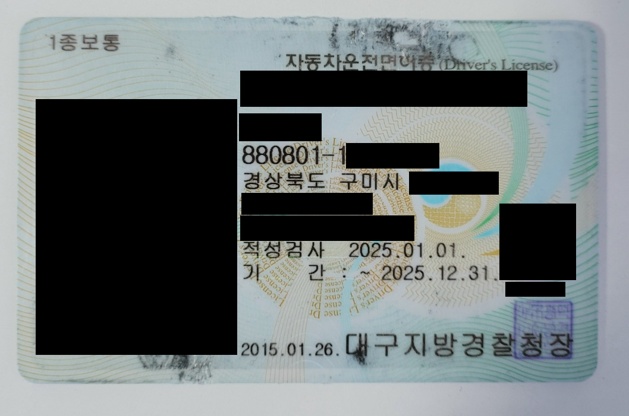 1종보통
자동차운전면허증(Driver's License)
880801-1
경상북도 구미시
적성검사 2025.01.01.
기 간 : ~ 2025.12.31.
2015.01.26. 대구지방경찰청장